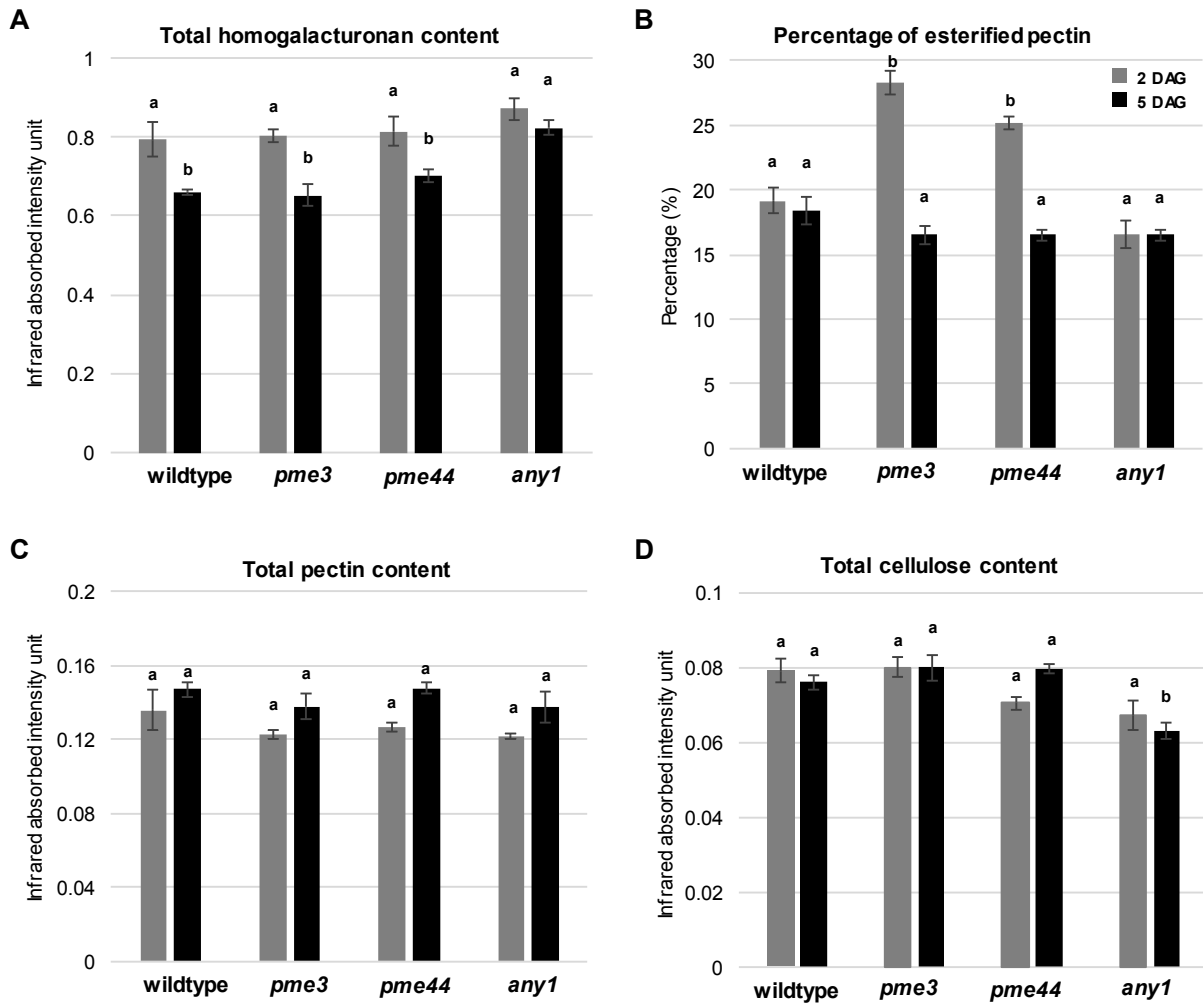 A
Total homogalacturonan content
Infrared absorbed intensity unit
1
0.8
0.6
0.4
0.2
0
a
b
a
b
a
b
a
a
wildtype
pme3
pme44
any1
B
Percentage of esterified pectin
Percentage (%)
30
25
20
15
10
5
0
2 DAG
5 DAG
a
a
b
a
b
a
a
a
wildtype
pme3
pme44
any1
C
Total pectin content
Infrared absorbed intensity unit
0.2
0.16
0.12
0.08
0.04
0
a
a
a
a
a
a
a
a
wildtype
pme3
pme44
any1
D
Total cellulose content
Infrared absorbed intensity unit
0.1
0.08
0.06
0.04
0.02
0
a
a
a
a
a
a
a
b
wildtype
pme3
pme44
any1